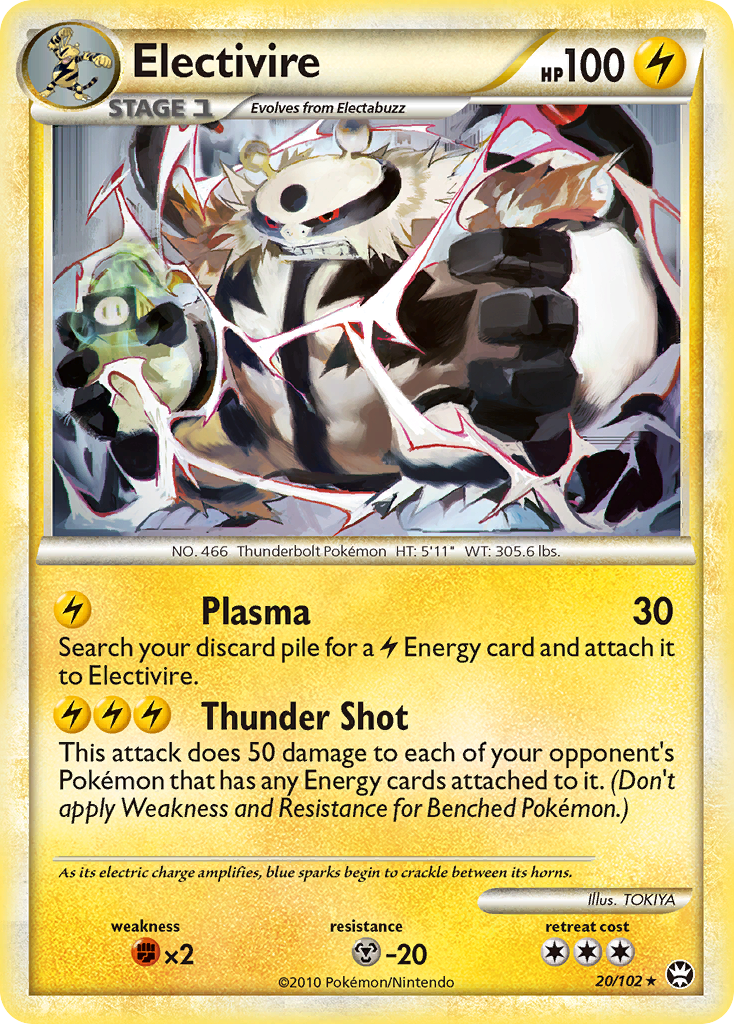 Electivire
HP100
STAGE 1
Evolves from Electabuzz
NO. 466 Thunderbolt Pokémon HT: 5'11" WT: 305.6 lbs.
Plasma 30
Search your discard pile for a Energy card and attach it
to Electivire.
Thunder Shot
This attack does 50 damage to each of your opponent's
Pokémon that has any Energy cards attached to it. (Don't
apply Weakness and Resistance for Benched Pokémon.)
As its electric charge amplifies, blue sparks begin to crackle between its horns.
Illus. TOKIYA
weakness resistance retreat cost
×2 -20
20/102 ★
©2010 Pokémon/Nintendo